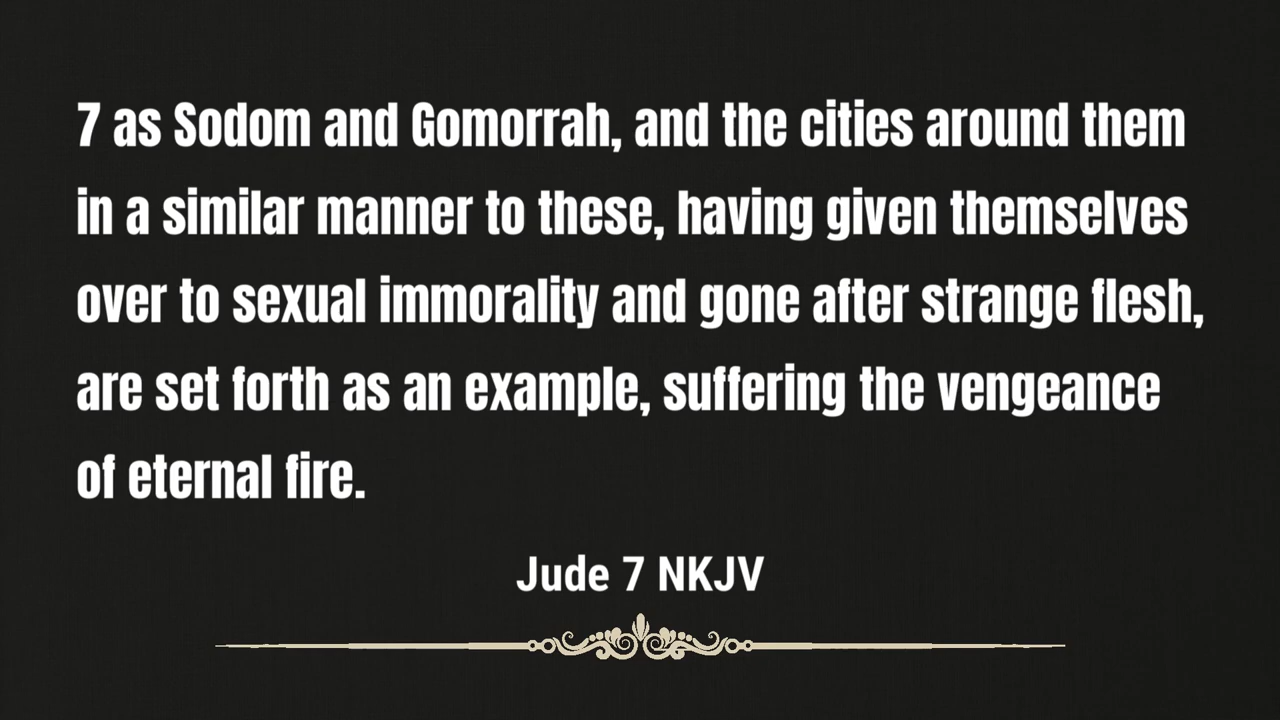 7 as Sodom and Gomorrah, and the cities around them
in a similar manner to these, having given themselves
over to sexual immorality and gone after strange flesh,
are set forth as an example, suffering the vengeance
of eternal fire.
Jude 7 NKJV